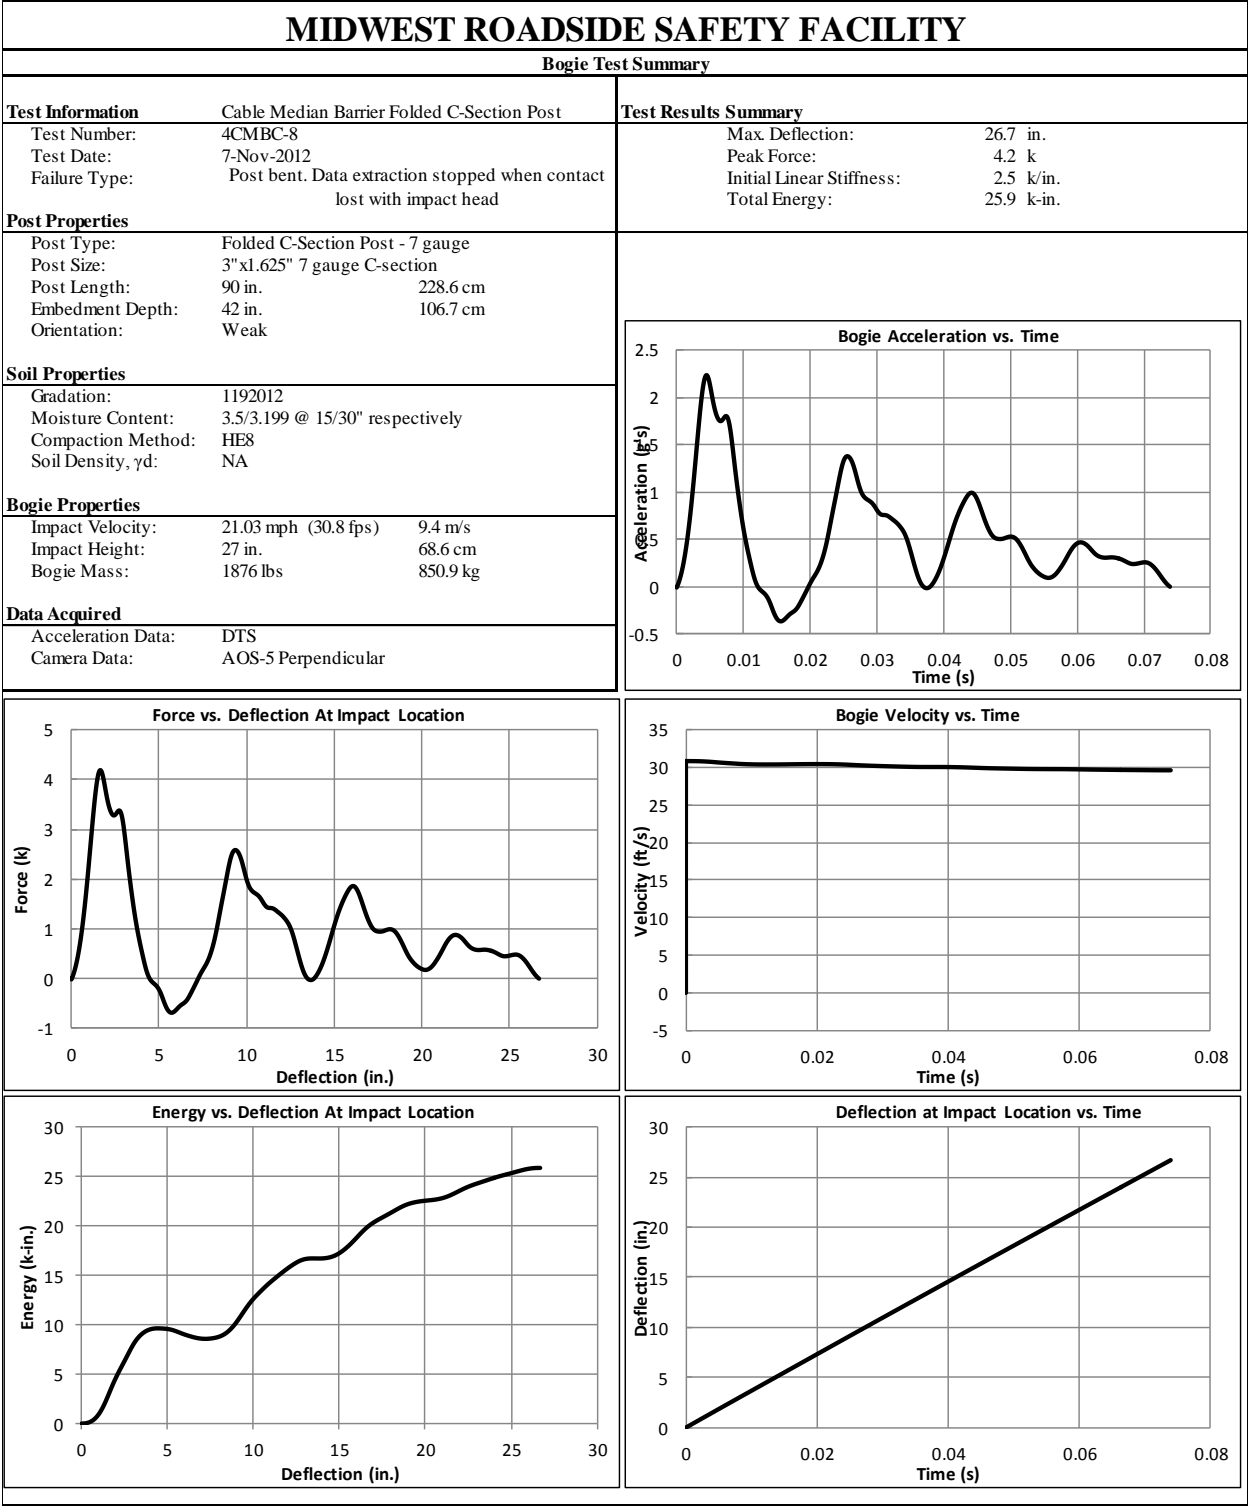 MIDWEST ROADSIDE SAFETY FACILITY
Bogie Test Summary
Test Information Cable Median Barrier Folded C-Section Post
Test Number: 4CMBC-8
Test Date: 7-Nov-2012
Failure Type: Post bent. Data extraction stopped when contact
lost with impact head
Post Properties
Post Type: Folded C-Section Post - 7 gauge
Post Size: 3"x1.625" 7 gauge C-section
Post Length: 90 in. 228.6 cm
Embedment Depth: 42 in. 106.7 cm
Orientation: Weak
Soil Properties
Gradation: 1192012
Moisture Content: 3.5/3.199 @ 15/30" respectively
Compaction Method: HE8
Soil Density, γd: NA
Bogie Properties
Impact Velocity: 21.03 mph (30.8 fps) 9.4 m/s
Impact Height: 27 in. 68.6 cm
Bogie Mass: 1876 lbs 850.9 kg
Data Acquired
Acceleration Data: DTS
Camera Data: AOS-5 Perpendicular
Test Results Summary
Max. Deflection: 26.7 in.
Peak Force: 4.2 k
Initial Linear Stiffness: 2.5 k/in.
Total Energy: 25.9 k-in.
Bogie Acceleration vs. Time
Acceleration (g's)
2.5
2
1.5
1
0.5
0
-0.5
0 0.01 0.02 0.03 0.04 0.05 0.06 0.07 0.08
Time (s)
Force vs. Deflection At Impact Location
Force (k)
5
4
3
2
1
0
-1
0 5 10 15 20 25 30
Deflection (in.)
Bogie Velocity vs. Time
Velocity (ft/s)
35
30
25
20
15
10
5
0
-5
0 0.02 0.04 0.06 0.08
Time (s)
Energy vs. Deflection At Impact Location
Energy (k-in.)
30
25
20
15
10
5
0
0 5 10 15 20 25 30
Deflection (in.)
Deflection at Impact Location vs. Time
Deflection (in.)
30
25
20
15
10
5
0
0 0.02 0.04 0.06 0.08
Time (s)